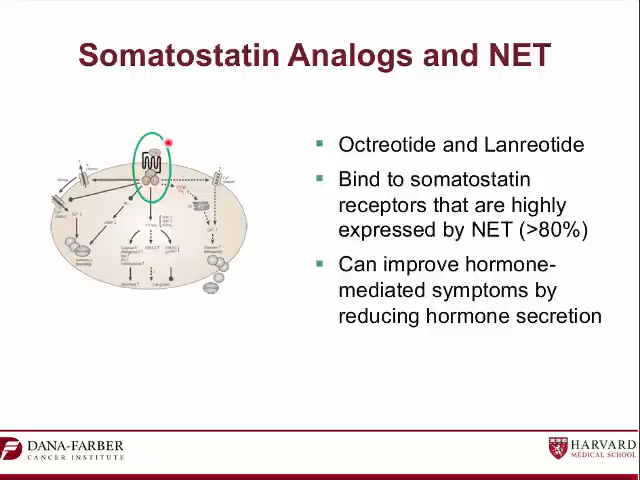 Somatostatin Analogs and NET
Octreotide and Lanreotide
Bind to somatostatin
receptors that are highly
expressed by NET (>80%)
Can improve hormone-
mediated symptoms by
reducing hormone secretion
DANA-FARBER
CANCER INSTITUTE
HARVARD
MEDICAL SCHOOL